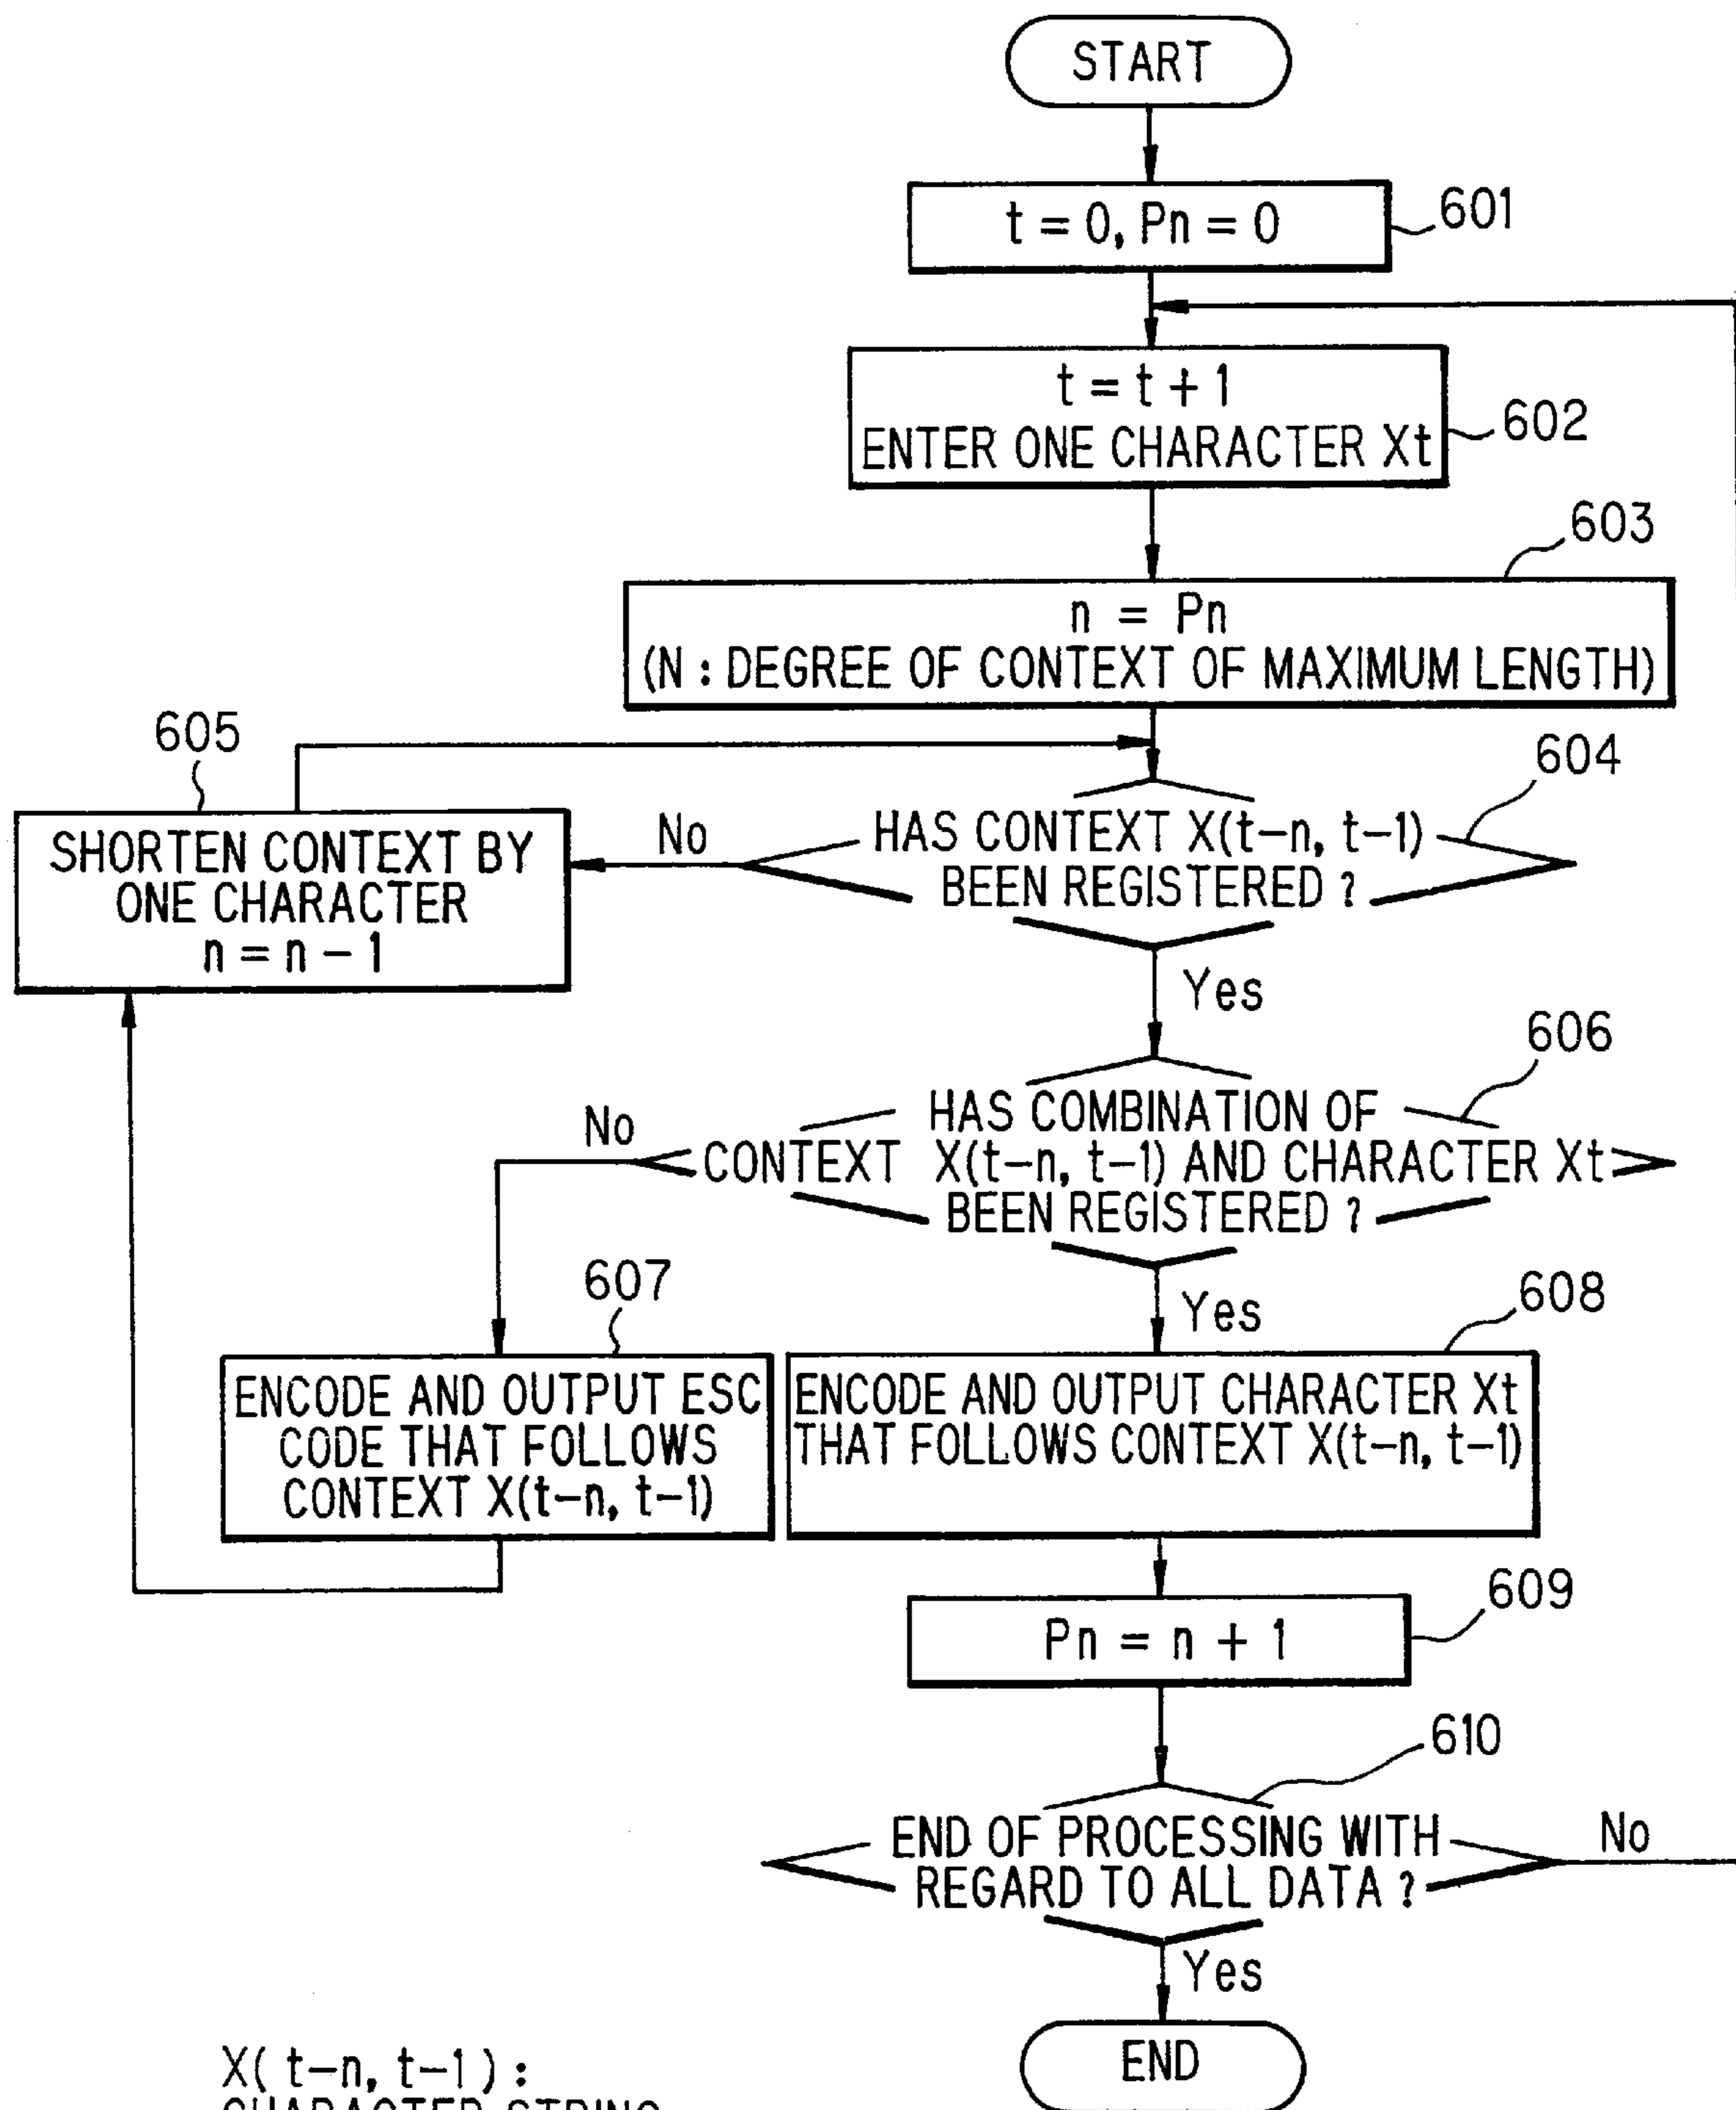 START
t = 0, Pn = 0
601
t = t + 1
ENTER ONE CHARACTER Xt
602
603
n = Pn
(N : DEGREE OF CONTEXT OF MAXIMUM LENGTH)
605
604
SHORTEN CONTEXT BY
ONE CHARACTER
n = n - 1
No
HAS CONTEXT X(t-n, t-1)
BEEN REGISTERED ?
Yes
606
No
HAS COMBINATION OF
CONTEXT X(t-n, t-1) AND CHARACTER Xt
BEEN REGISTERED ?
607
Yes
608
ENCODE AND OUTPUT ESC
CODE THAT FOLLOWS
CONTEXT X(t-n, t-1)
ENCODE AND OUTPUT CHARACTER Xt
THAT FOLLOWS CONTEXT X(t-n, t-1)
609
Pn = n + 1
610
END OF PROCESSING WITH
REGARD TO ALL DATA ?
No
Yes
END
X( t-n, t-1 ) :
CHARACTER STRING